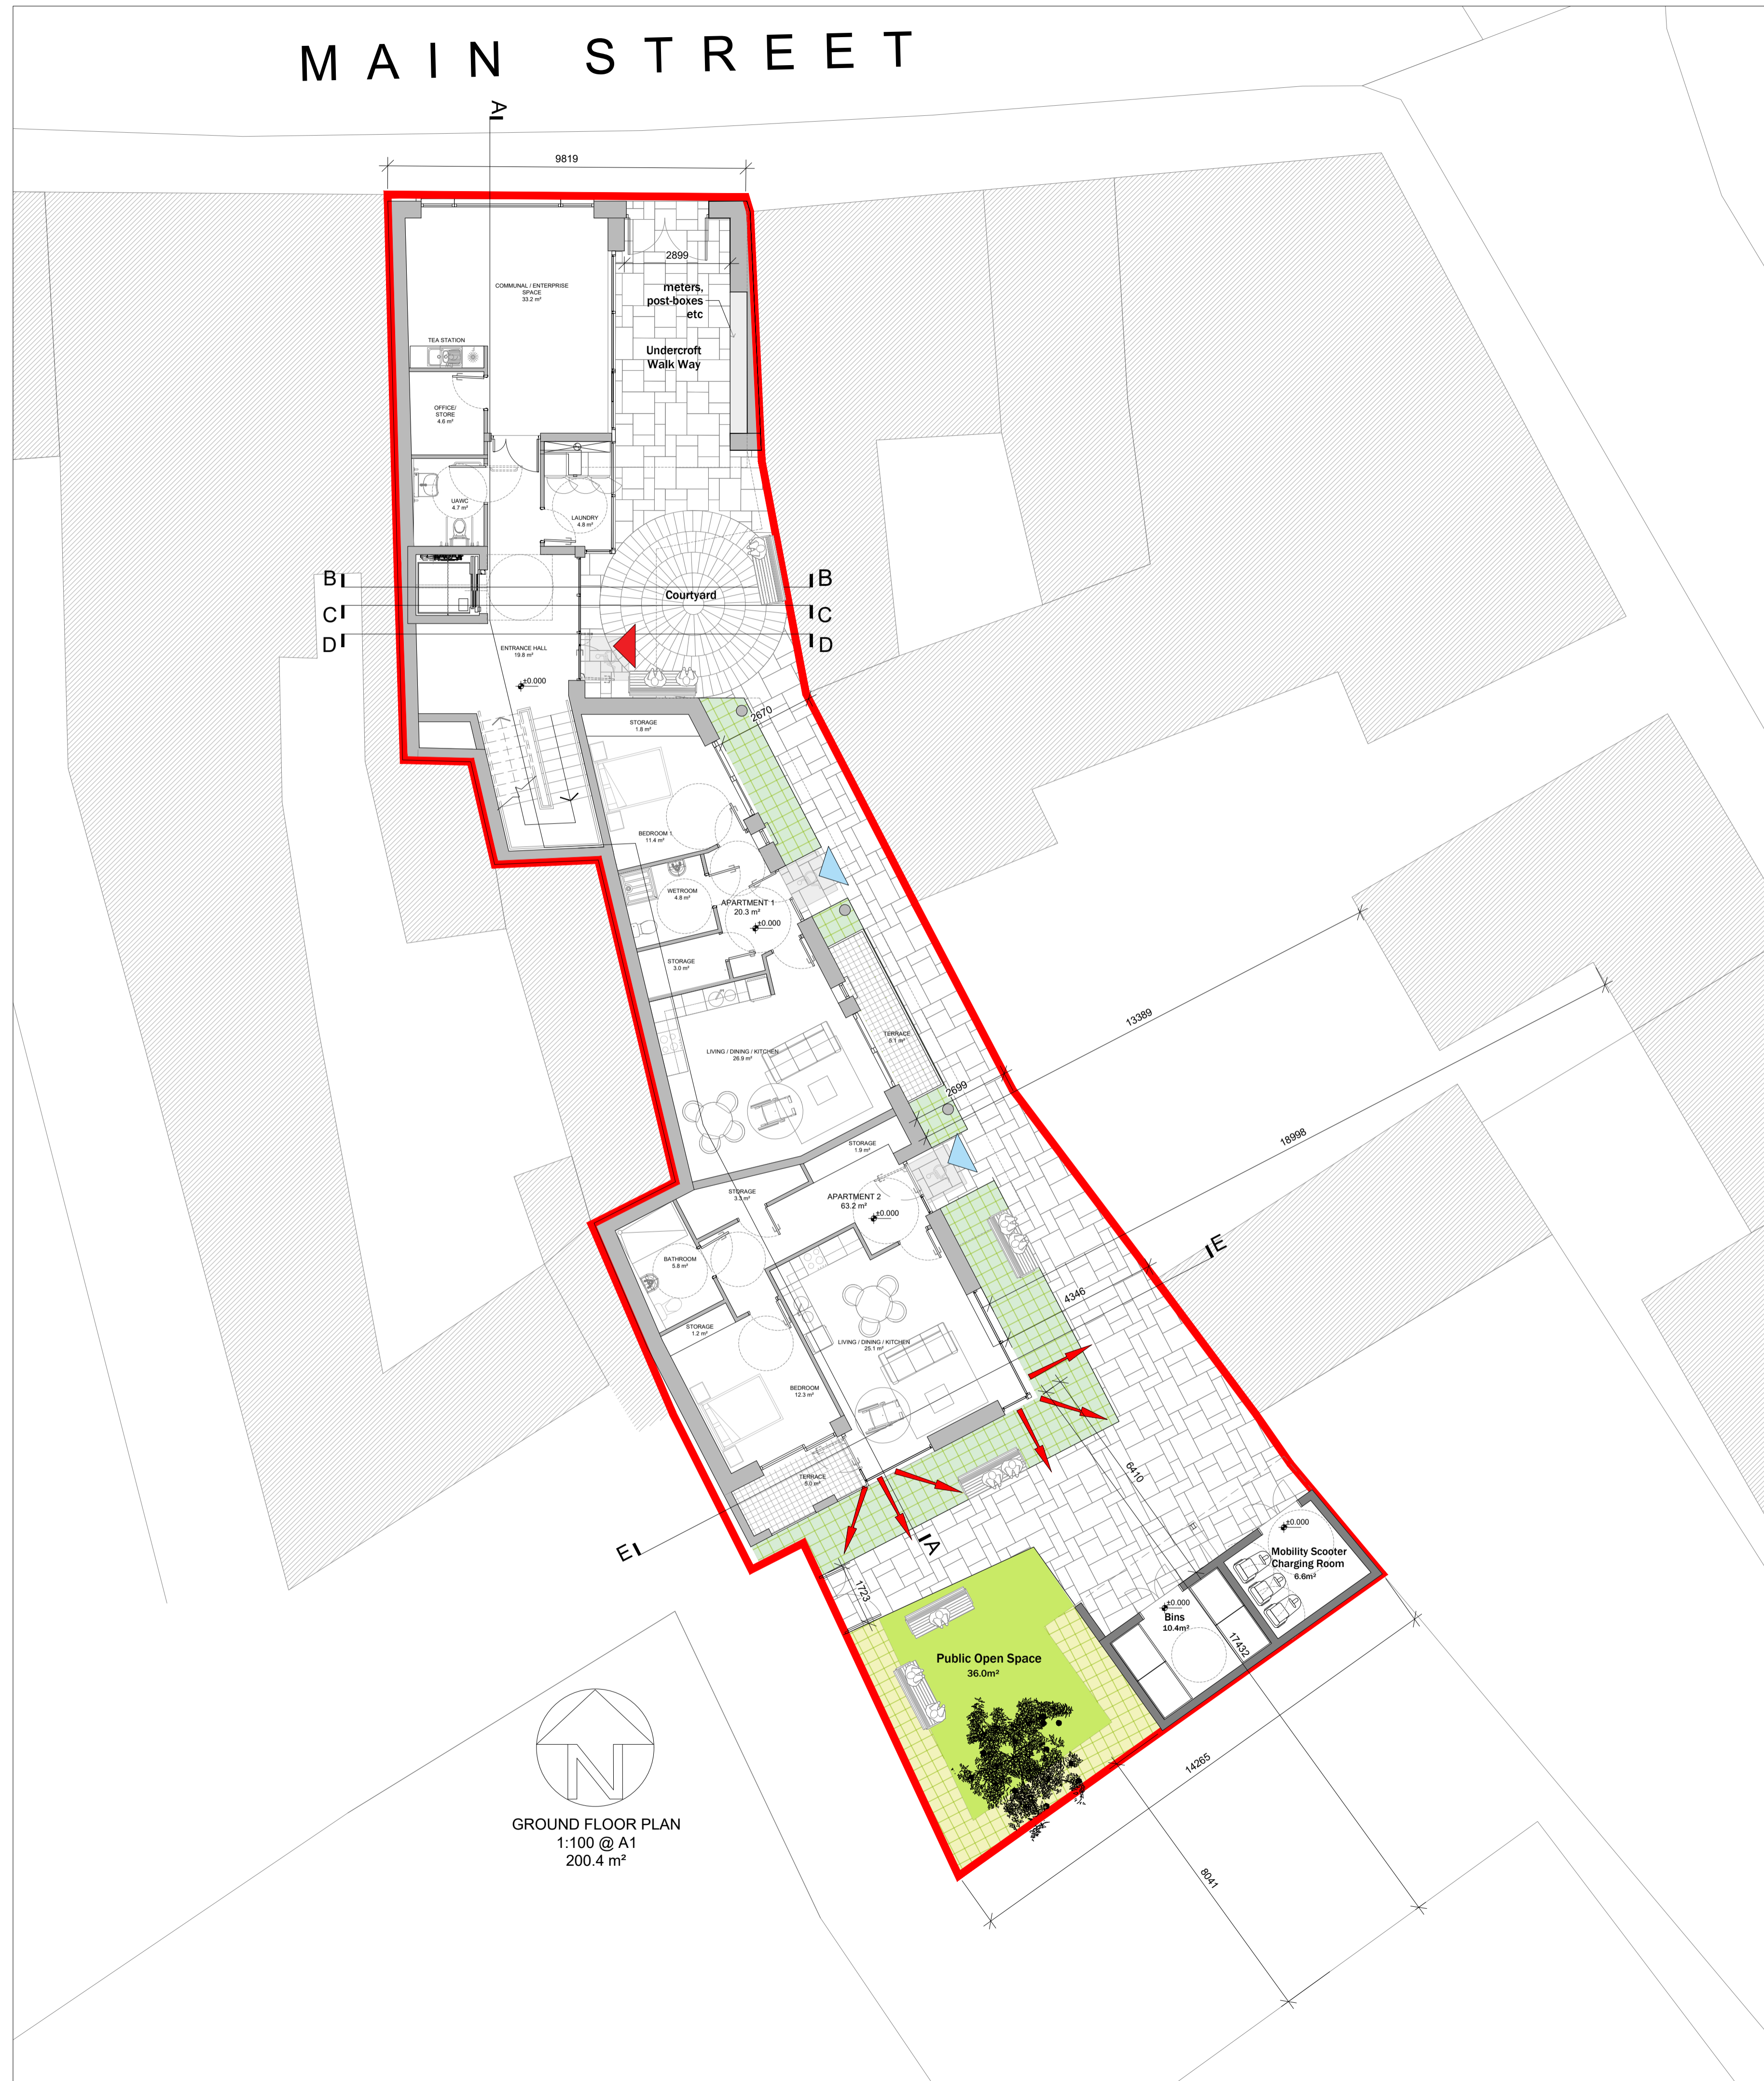 MAIN STREET
A
9819
2899
COMMUNAL / ENTERPRISE
SPACE
33.2 m²
meters,
post-boxes
etc
TEA STATION
Undercroft
Walk Way
OFFICE/
STORE
4.6 m²
UAWC
4.7 m²
LAUNDRY
4.8 m²
B
B
Courtyard
C
C
D
D
ENTRANCE HALL
19.8 m²
±0.000
STORAGE
1.8 m²
2670
BEDROOM 1
11.4 m²
WETROOM
4.8 m²
APARTMENT 1
20.3 m²
±0.000
STORAGE
3.0 m²
13389
TERRACE
LIVING / DINING / KITCHEN
26.9 m²
2699
18998
STORAGE
1.9 m²
STORAGE
3.3 m²
APARTMENT 2
63.2 m²
±0.000
E
BATHROOM
5.8 m²
4346
STORAGE
1.2 m²
LIVING / DINING / KITCHEN
25.1 m²
BEDROOM
12.3 m²
6410
TERRACE
5.0 m²
E
A
±0.000
Mobility Scooter
Charging Room
6.6m²
1723
±0.000
Bins
10.4m²
17432
Public Open Space
36.0m²
14265
8041
N
GROUND FLOOR PLAN
1:100 @ A1
200.4 m²